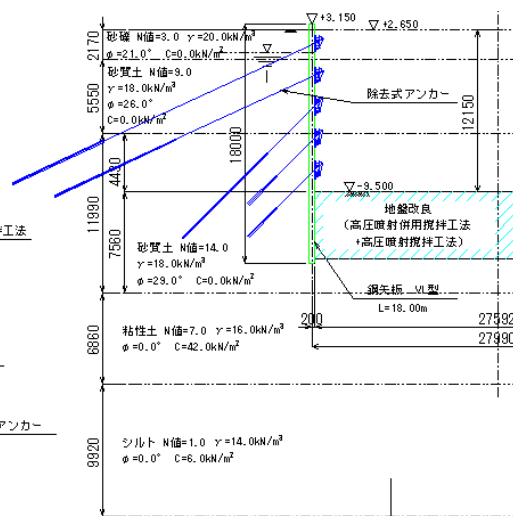 +3.150
+2.650
2170
砂礫 N値=3.0 γ=20.0kN/m³
φ=21.0° C=0.0kN/m²
5550
砂質土 N値=9.0
γ=18.0kN/m³
φ=26.0°
C=0.0kN/m²
除去式アンカー
18000
12150
4430
11990
7560
-9.500
地盤改良
(高圧噴射併用撹拌工法
+高圧噴射撹拌工法)
工法
砂質土 N値=14.0
γ=18.0kN/m³
φ=29.0° C=0.0kN/m²
鋼矢板 Ⅵ型
L=18.00m
200
27592
27990
6860
粘性土 N値=7.0 γ=16.0kN/m³
φ=0.0° C=42.0kN/m²
アンカー
9920
シルト N値=1.0 γ=14.0kN/m³
φ=0.0° C=6.0kN/m²